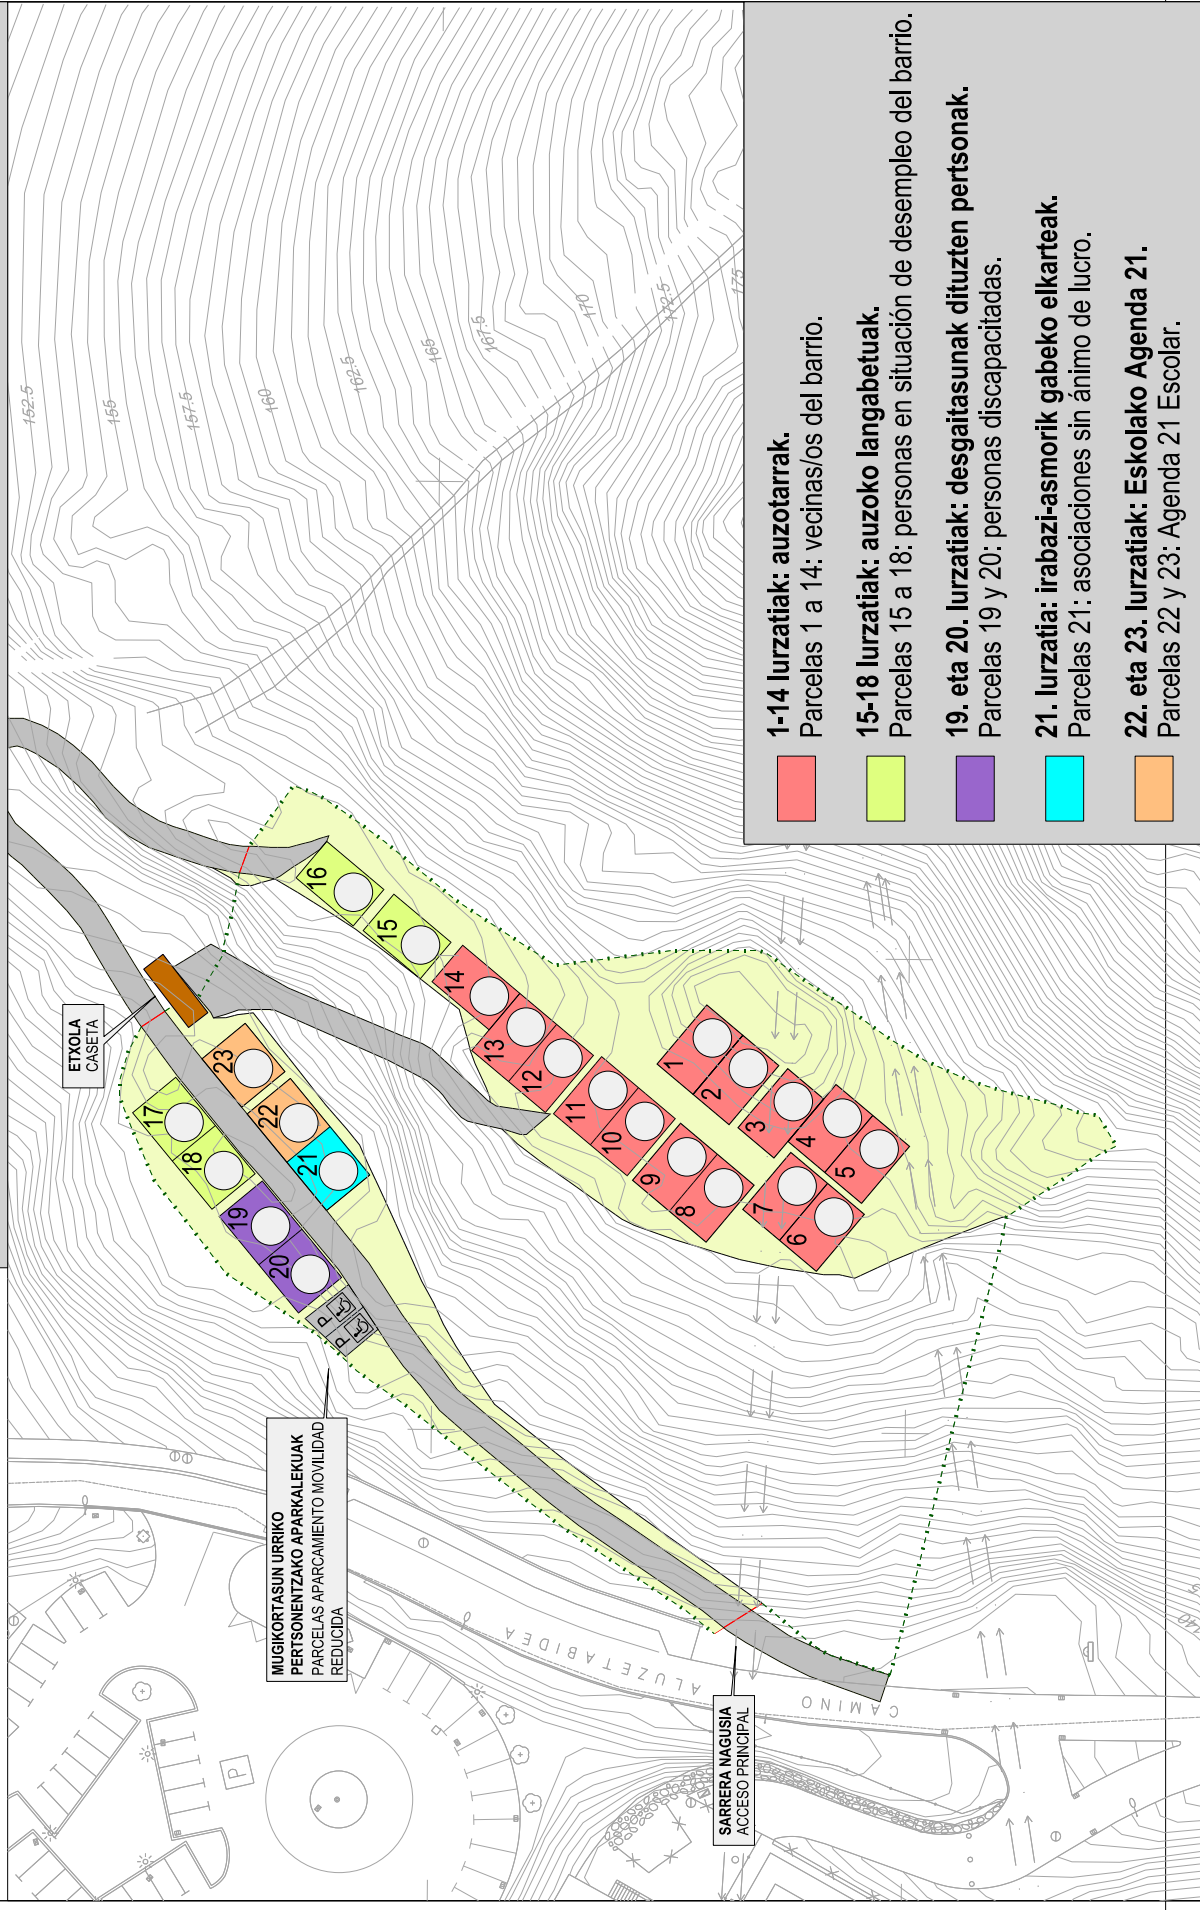 152.5
155
157.5
160
162.5
165
167.5
170
172.5
175
ETXOLA
CASETA
MUGIKORTASUN URRIKO
PERTSONENTZAKO APARKALEKUAK
PARCELAS APARCAMIENTO MOVILIDAD
REDUCIDA
SARRERA NAGUSIA
ACCESO PRINCIPAL
CAMINO
ALUZETABIDEA
P
P
P
1
2
3
4
5
6
7
8
9
10
11
12
13
14
15
16
17
18
19
20
21
22
23
1-14 lurzatiak: auzotarrak.
Parcelas 1 a 14: vecinas/os del barrio.
15-18 lurzatiak: auzoko langabetuak.
Parcelas 15 a 18: personas en situación de desempleo del barrio.
19. eta 20. lurzatiak: desgaitasunak dituzten pertsonak.
Parcelas 19 y 20: personas discapacitadas.
21. lurzatia: irabazi-asmorik gabeko elkarteak.
Parcelas 21: asociaciones sin ánimo de lucro.
22. eta 23. lurzatiak: Eskolako Agenda 21.
Parcelas 22 y 23: Agenda 21 Escolar.